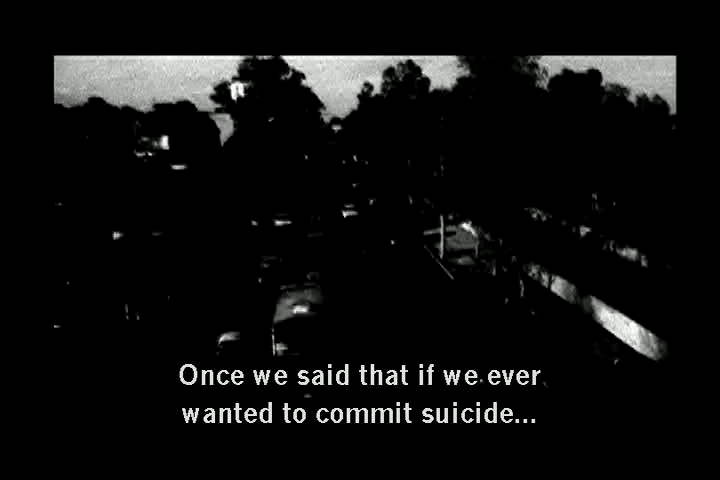 Once we said that if we ever
wanted to commit suicide...